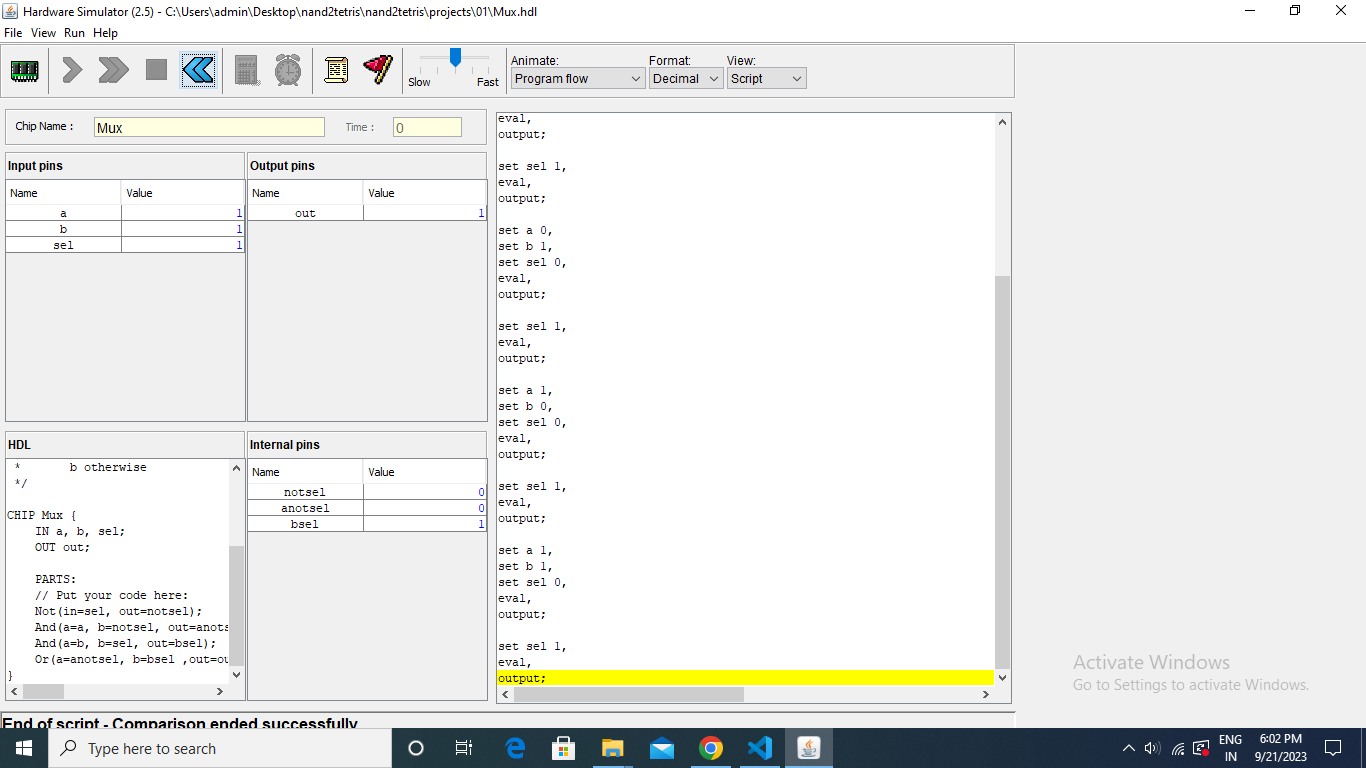 Hardware Simulator (2.5) - C:\Users\admin\Desktop\nand2tetris\nand2tetris\projects\01\Mux.hdl
File View Run Help
Slow Fast
Animate: Format: View:
Program flow Decimal Script
Chip Name : Mux Time : 0
Input pins
Name Value
a 1
b 1
sel 1
Output pins
Name Value
out 1
HDL
* b otherwise
*/
CHIP Mux {
IN a, b, sel;
OUT out;
PARTS:
// Put your code here:
Not(in=sel, out=notsel);
And(a=a, b=notsel, out=anots
And(a=b, b=sel, out=bsel);
Or(a=anotsel, b=bsel ,out=ou
}
Internal pins
Name Value
notsel 0
anotsel 0
bsel 1
eval,
output;
set sel 1,
eval,
output;
set a 0,
set b 1,
set sel 0,
eval,
output;
set sel 1,
eval,
output;
set a 1,
set b 0,
set sel 0,
eval,
output;
set sel 1,
eval,
output;
set a 1,
set b 1,
set sel 0,
eval,
output;
set sel 1,
eval,
output;
End of script - Comparison ended successfully
Activate Windows
Go to Settings to activate Windows.
Type here to search
ENG
IN
6:02 PM
9/21/2023